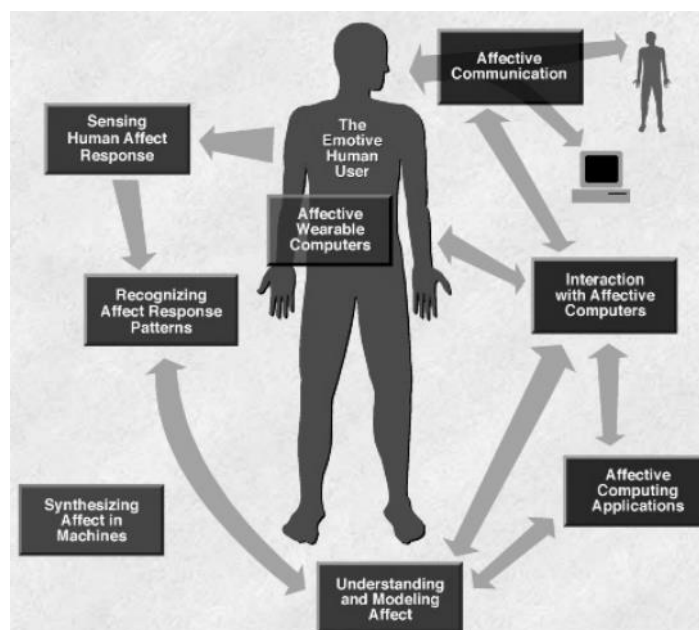 Affective
Communication
Sensing
Human Affect
Response
The
Emotive
Human
User
Affective
Wearable
Computers
Recognizing
Affect Response
Patterns
Interaction
with Affective
Computers
Affective
Computing
Applications
Synthesizing
Affect in
Machines
Understanding
and Modeling
Affect